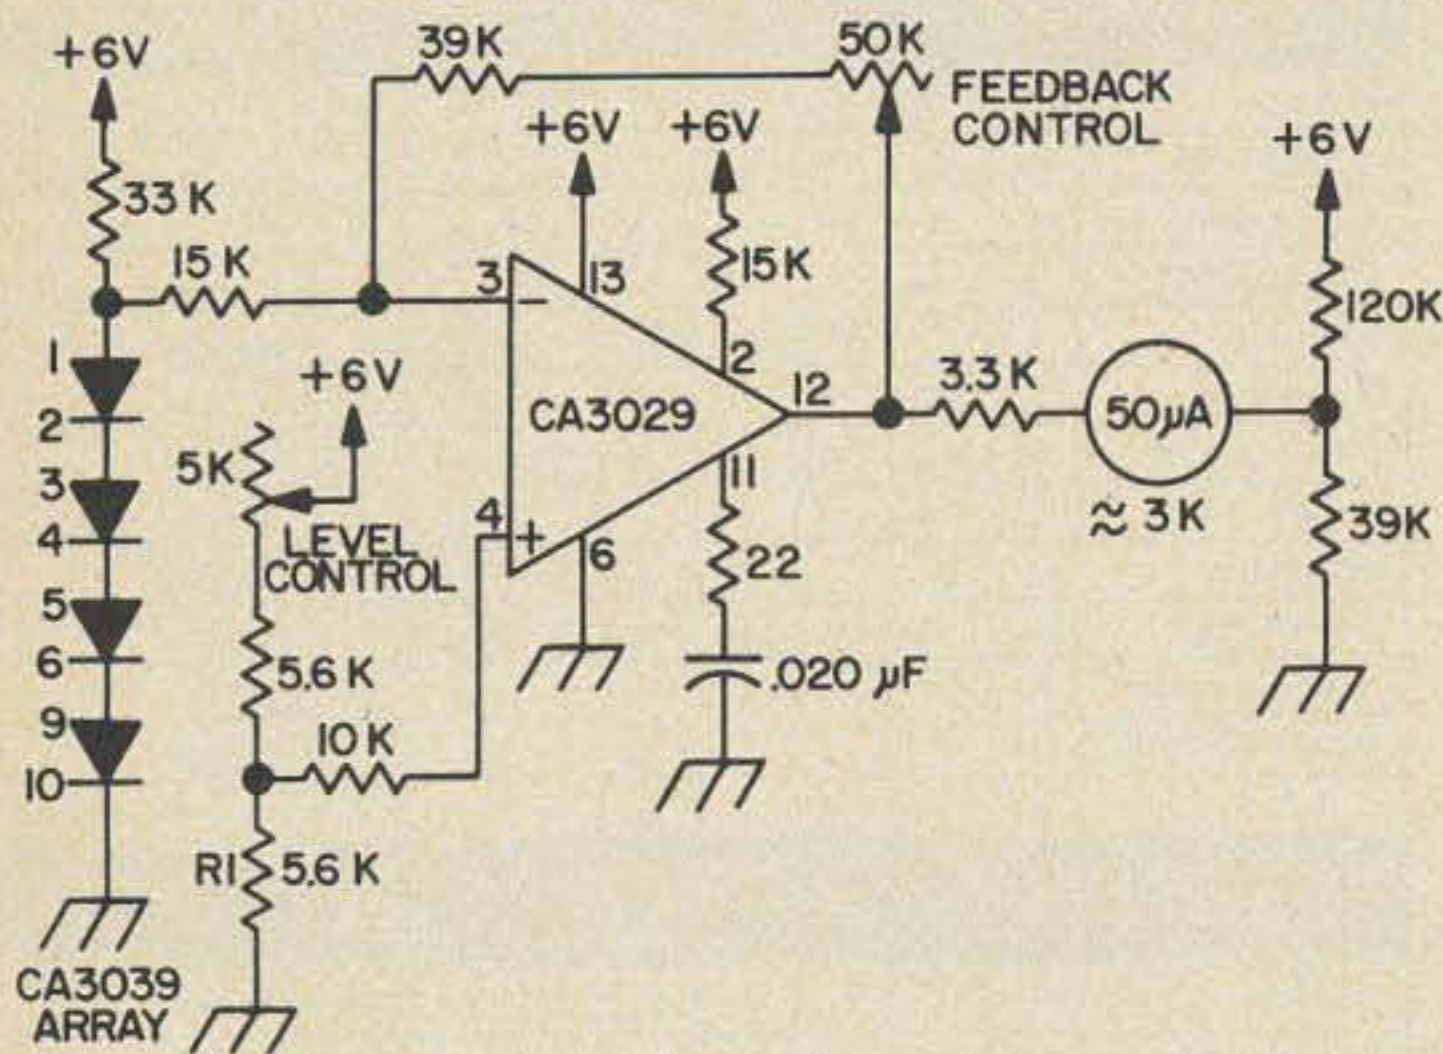 +6V
39K
50K
FEEDBACK
CONTROL
+6V
+6V
+6V
33 K
15 K
3
13
15K
120K
–
1
2
+6V
2
CA3029
12
3.3 K
50µA
3
4
5K
LEVEL
CONTROL
4
+
6
11
22
≈ 3K
39K
5
6
5.6 K
.020 µF
9
10
10 K
R1
5.6 K
CA3039
ARRAY